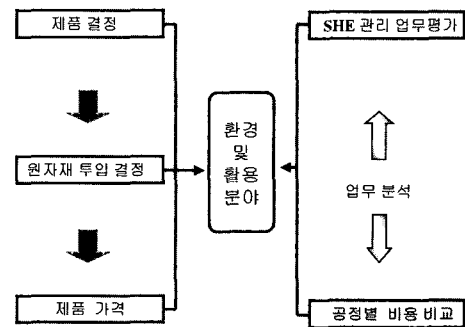 제품 결정
원자재 투입 결정
제품 가격
환경
및
활용
분야
SHE 관리 업무평가
업무 분석
공정별 비용 비교